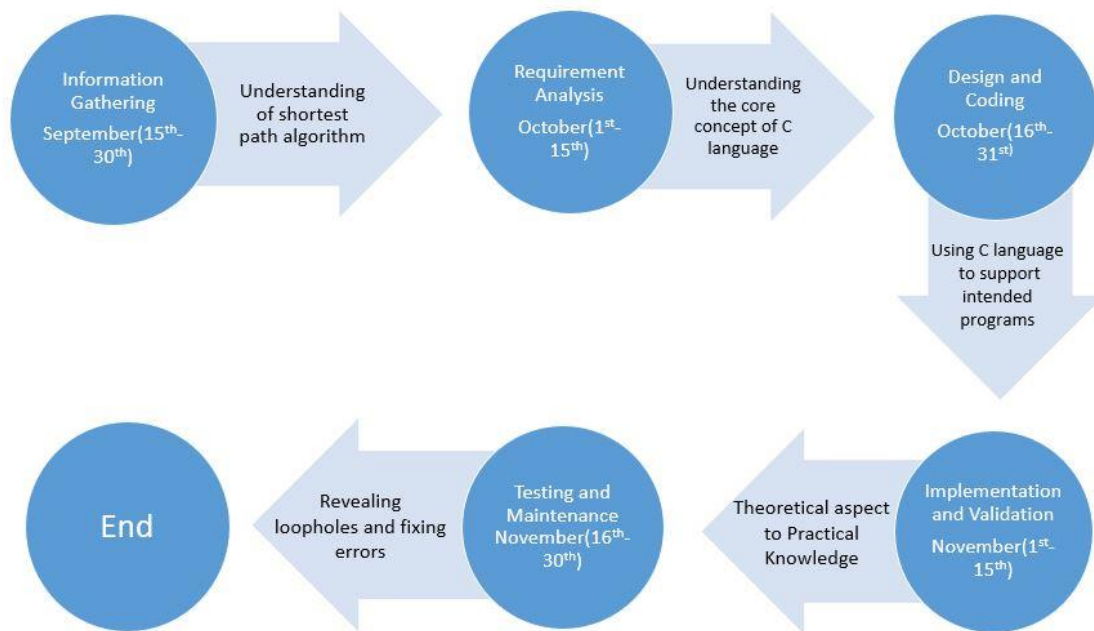 Information
Gathering
September(15th-
30th)
Understanding
of shortest
path algorithm
Requirement
Analysis
October(1st-
15th)
Understanding
the core
concept of C
language
Design and
Coding
October(16th-
31st)
Using C language
to support
intended
programs
Implementation
and Validation
November(1st-
15th)
Theoretical aspect
to Practical
Knowledge
Testing and
Maintenance
November(16th-
30th)
Revealing
loopholes and fixing
errors
End